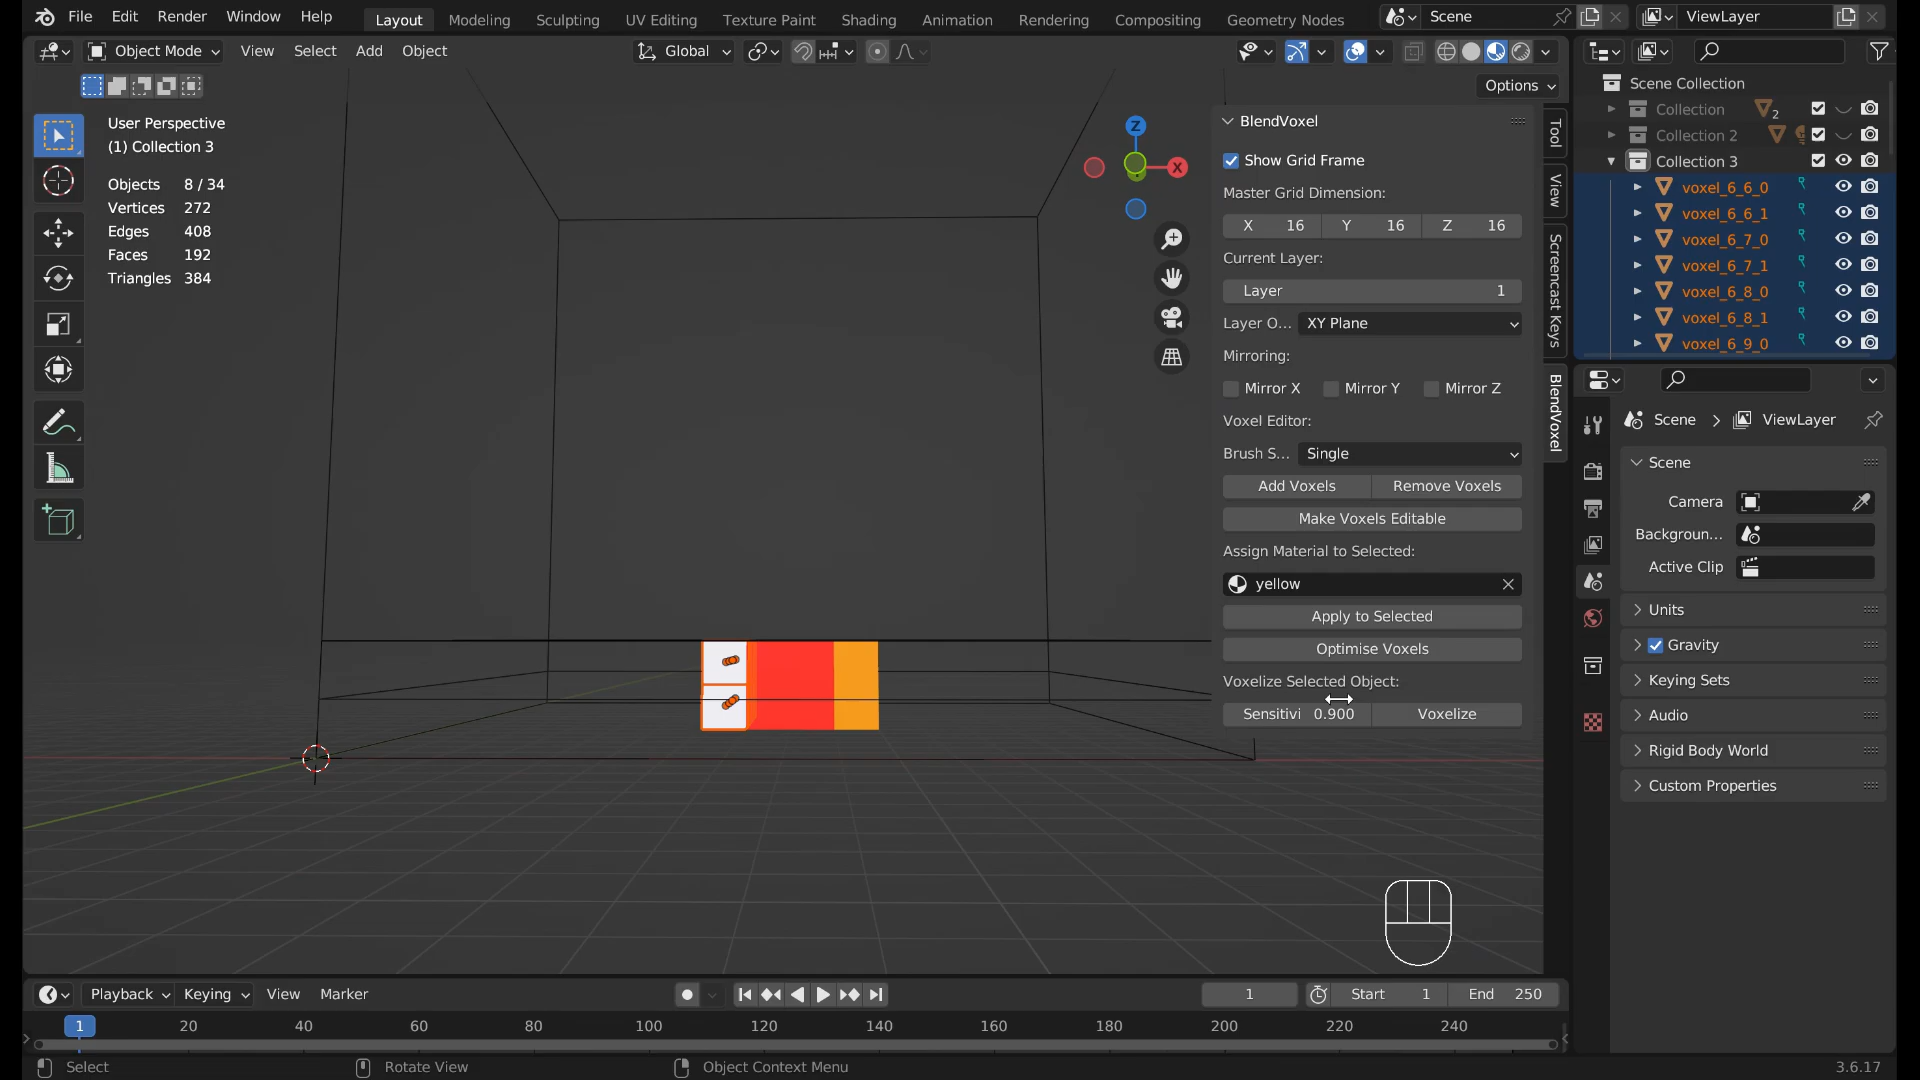 File Edit Render Window Help Layout Modeling Sculpting UV Editing Texture Paint Shading Animation Rendering Compositing Geometry Nodes Scene ViewLayer
Object Mode View Select Add Object Global
Options
User Perspective
(1) Collection 3
Objects 8 / 34
Vertices 272
Edges 408
Faces 192
Triangles 384
Z
X
BlendVoxel
Show Grid Frame
Master Grid Dimension:
X 16 Y 16 Z 16
Current Layer:
Layer 1
Layer O... XY Plane
Mirroring:
Mirror X Mirror Y Mirror Z
Voxel Editor:
Brush S... Single
Add Voxels Remove Voxels
Make Voxels Editable
Assign Material to Selected:
yellow
Apply to Selected
Optimise Voxels
Voxelize Selected Object:
Sensitivi 0.900 Voxelize
Tool
View
Screencast Keys
BlendVoxel
Scene Collection
Collection 2
Collection 2
Collection 3
voxel_6_6_0
voxel_6_6_1
voxel_6_7_0
voxel_6_7_1
voxel_6_8_0
voxel_6_8_1
voxel_6_9_0
Scene ViewLayer
Scene
Camera
Backgroun...
Active Clip
Units
Gravity
Keying Sets
Audio
Rigid Body World
Custom Properties
Playback Keying View Marker 1 Start 1 End 250
1 20 40 60 80 100 120 140 160 180 200 220 240
Select Rotate View Object Context Menu 3.6.17